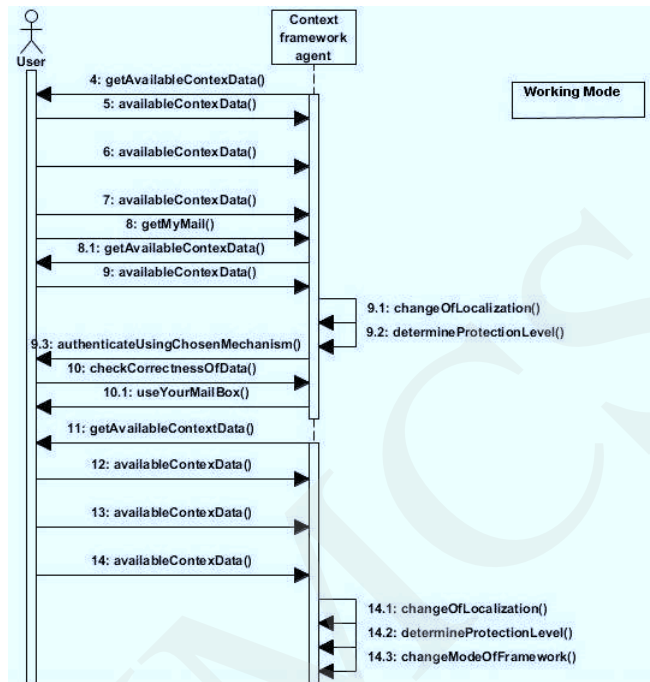 Context
framework
agent
User
4: getAvailableContexData()
Working Mode
5: availableContexData()
6: availableContexData()
7: availableContexData()
8: getMyMail()
8.1: getAvailableContexData()
9: availableContexData()
9.1: changeOfLocalization()
9.2: determineProtectionLevel()
9.3: authenticateUsingChosenMechanism()
10: checkCorrectnessOfData()
10.1: useYourMailBox()
11: getAvailableContextData()
12: availableContexData()
13: availableContexData()
14: availableContexData()
14.1: changeOfLocalization()
14.2: determineProtectionLevel()
14.3: changeModeOfFramework()